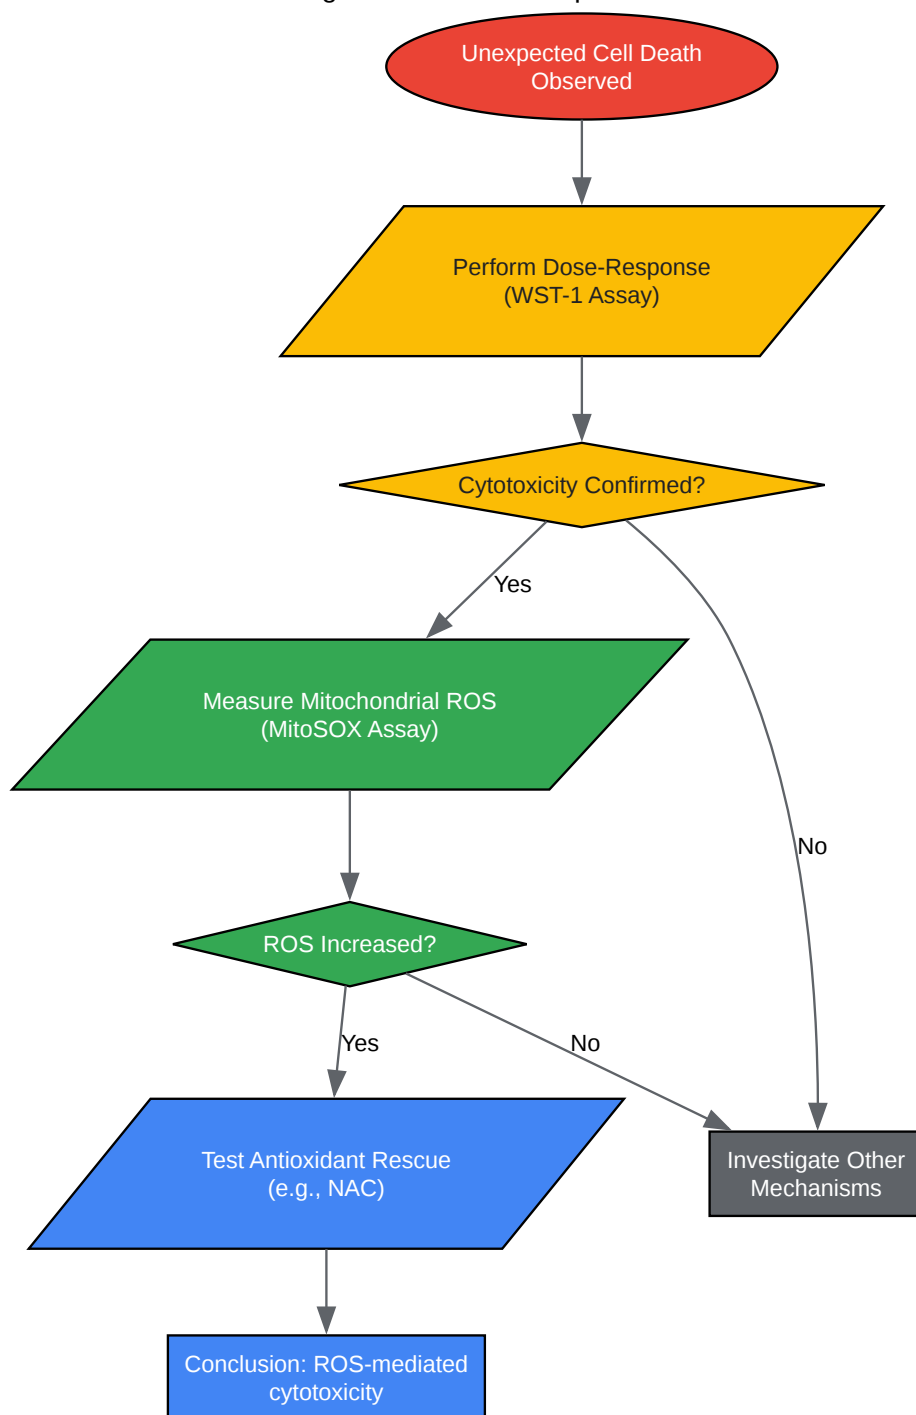 Unexpected Cell Death
Observed
Perform Dose-Response
(WST-1 Assay)
Cytotoxicity Confirmed?
Yes
Measure Mitochondrial ROS
(MitoSOX Assay)
No
ROS Increased?
Yes
No
Test Antioxidant Rescue
(e.g., NAC)
Investigate Other
Mechanisms
Conclusion: ROS-mediated
cytotoxicity